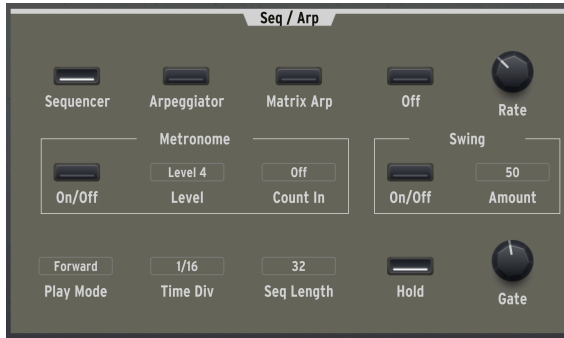 Seq / Arp
Sequencer Arpeggiator Matrix Arp Off Rate
Metronome Swing
Level 4 Off 50
On/Off Level Count In On/Off Amount
Forward 1/16 32
Play Mode Time Div Seq Length Hold Gate